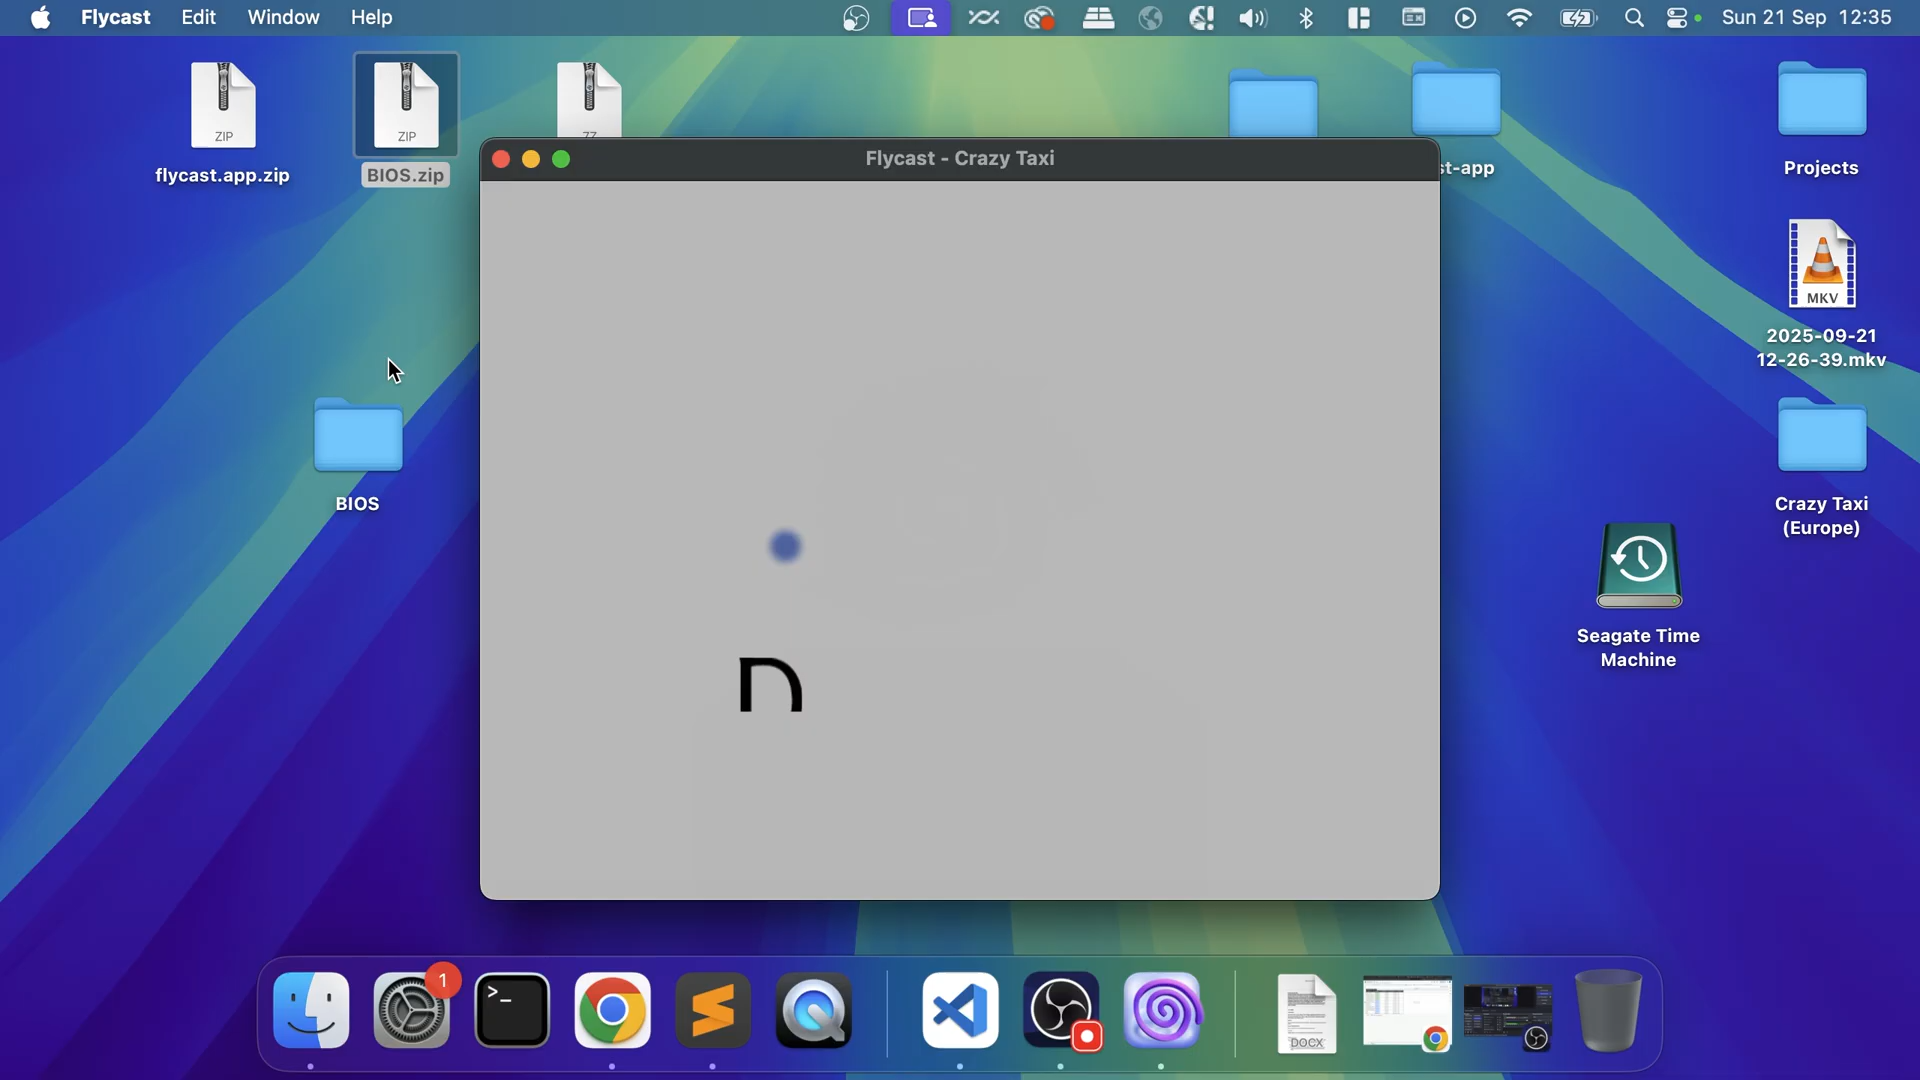 Flycast Edit Window Help
Sun 21 Sep 12:35
ZIP
flycast.app.zip
ZIP
BIOS.zip
7Z
st-app
Projects
Flycast - Crazy Taxi
MKV
2025-09-21
12-26-39.mkv
BIOS
Crazy Taxi
(Europe)
Seagate Time
Machine
n
1
>_
DOCX